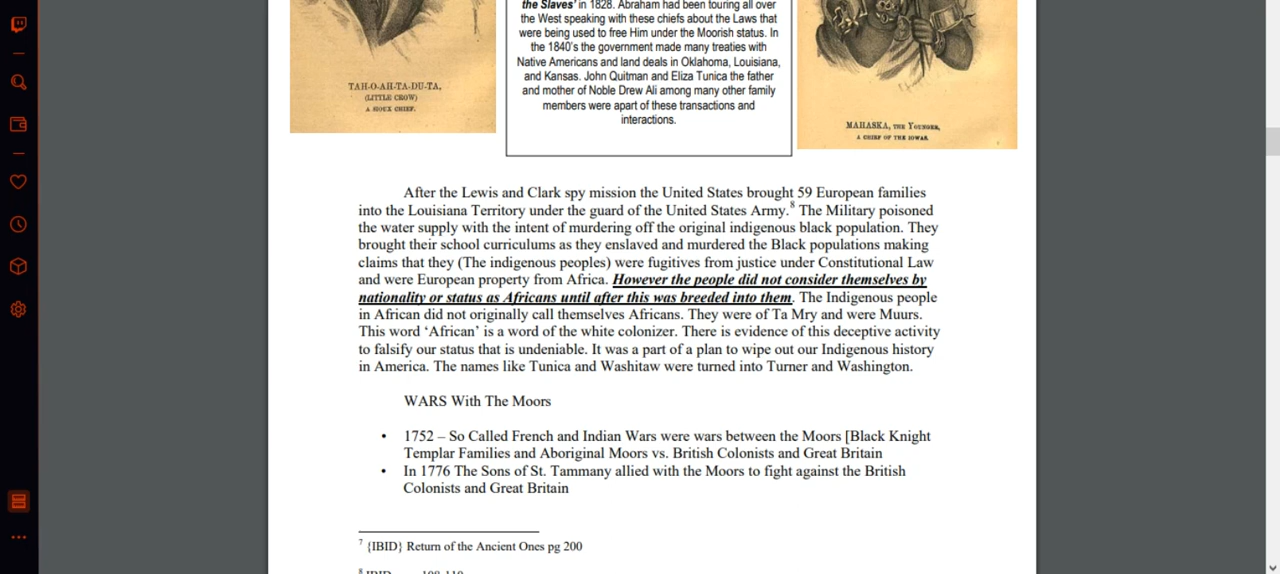 the Slaves' in 1828. Abraham had been touring all over
the West speaking with these chiefs about the Laws that
were being used to free Him under the Moorish status. In
the 1840's the government made many treaties with
Native Americans and land deals in Oklahoma, Louisiana,
and Kansas. John Quitman and Eliza Tunica the father
and mother of Noble Drew Ali among many other family
members were apart of these transactions and
interactions.
TAH-O-AH-TA-DU-TA,
(LITTLE CROW)
A SIOUX CHIEF.
MAHASKA, THE YOUNGER,
A CHIEF OF THE IOWAS.
After the Lewis and Clark spy mission the United States brought 59 European families
into the Louisiana Territory under the guard of the United States Army.8 The Military poisoned
the water supply with the intent of murdering off the original indigenous black population. They
brought their school curriculums as they enslaved and murdered the Black populations making
claims that they (The indigenous peoples) were fugitives from justice under Constitutional Law
and were European property from Africa. However the people did not consider themselves by
nationality or status as Africans until after this was breeded into them. The Indigenous people
in African did not originally call themselves Africans. They were of Ta Mry and were Muurs.
This word ‘African’ is a word of the white colonizer. There is evidence of this deceptive activity
to falsify our status that is undeniable. It was a part of a plan to wipe out our Indigenous history
in America. The names like Tunica and Washitaw were turned into Turner and Washington.
WARS With The Moors
• 1752 – So Called French and Indian Wars were wars between the Moors [Black Knight
Templar Families and Aboriginal Moors vs. British Colonists and Great Britain
• In 1776 The Sons of St. Tammany allied with the Moors to fight against the British
Colonists and Great Britain
7 {IBID} Return of the Ancient Ones pg 200